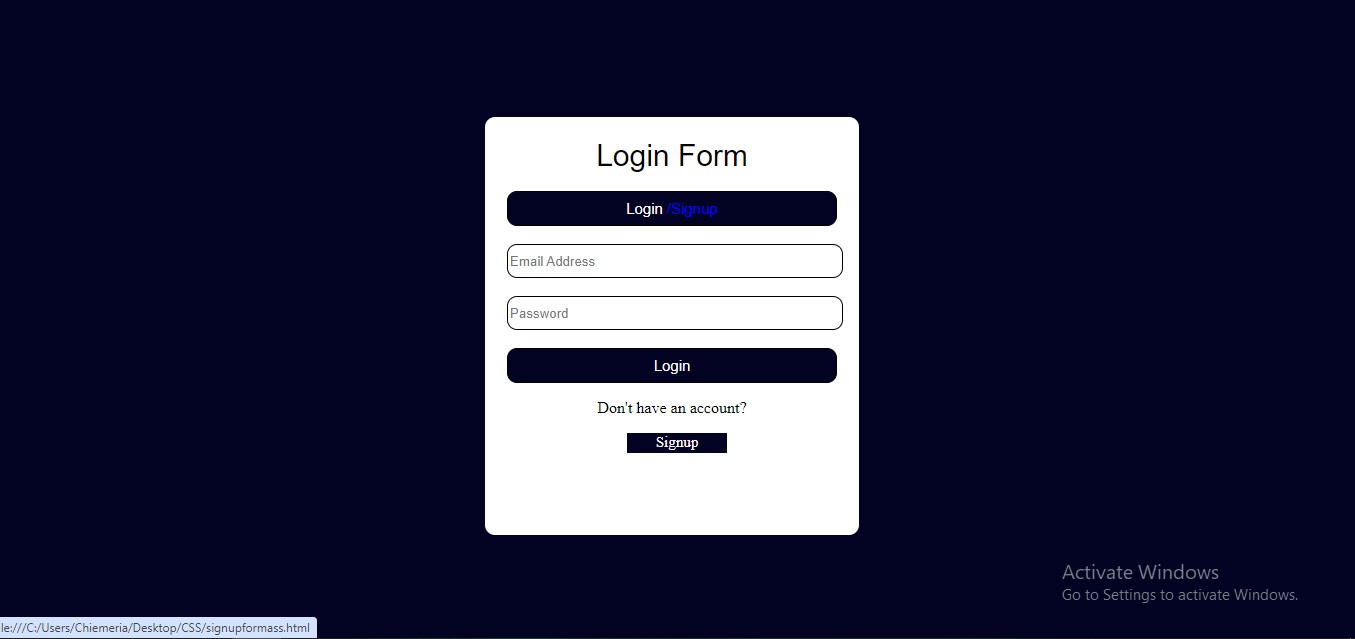 Login Form
Login /Signup
Email Address
Password
Login
Don't have an account?
Signup
Activate Windows
Go to Settings to activate Windows.
le:///C:/Users/Chiemeria/Desktop/CSS/signupformass.html